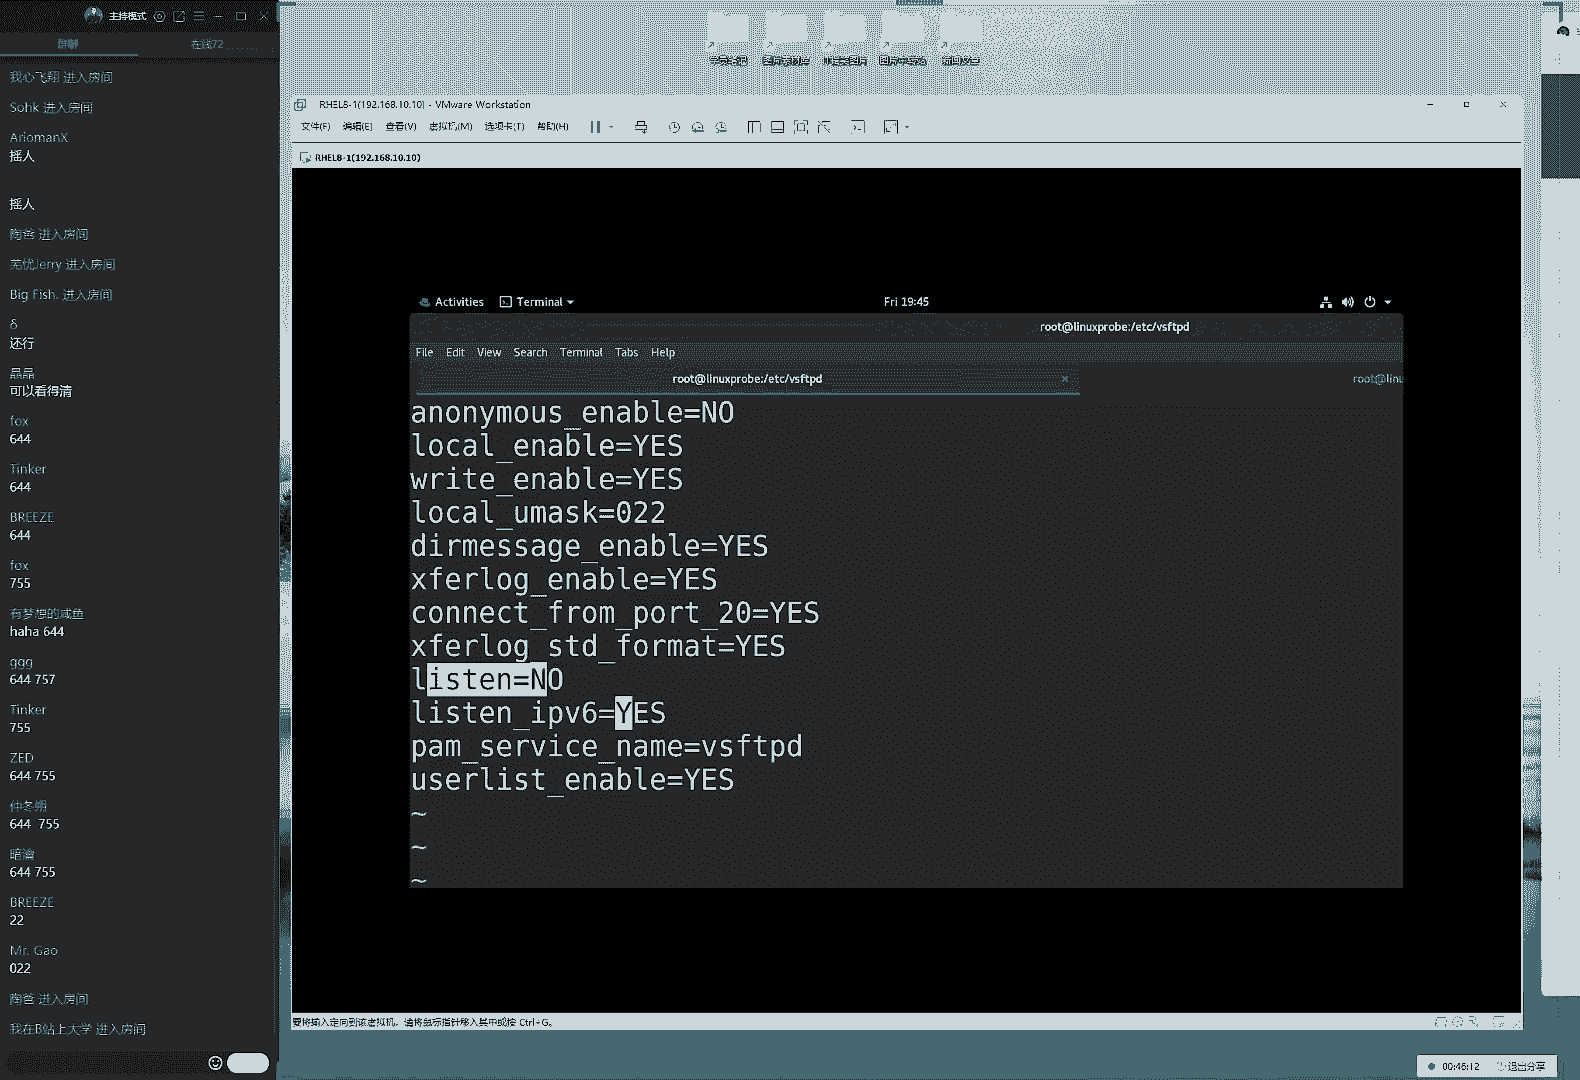 主持模式
群聊
在线72
我心飞翔 进入房间
Sohk 进入房间
AriomanX
摇人
摇人
陶爸 进入房间
芜忧Jerry 进入房间
Big Fish. 进入房间
δ
还行
晶晶
可以看得清
fox
644
Tinker
644
BREEZE
644
fox
755
有梦想的咸鱼
haha 644
ggg
644 757
Tinker
755
ZED
644 755
仲冬朔
644  755
暗瀹
644 755
BREEZE
22
Mr. Gao
022
陶爸 进入房间
我在B站上大学 进入房间
RHEL8-1(192.168.10.10) - VMware Workstation
文件(F) 编辑(E) 查看(V) 虚拟机(M) 选项卡(T) 帮助(H)
RHEL8-1(192.168.10.10)
Activities Terminal Fri 19:45
root@linuxprobe:/etc/vsftpd
File Edit View Search Terminal Tabs Help
root@linuxprobe:/etc/vsftpd × root@linu
anonymous_enable=NO
local_enable=YES
write_enable=YES
local_umask=022
dirmessage_enable=YES
xferlog_enable=YES
connect_from_port_20=YES
xferlog_std_format=YES
listen=NO
listen_ipv6=YES
pam_service_name=vsftpd
userlist_enable=YES
~
~
~
要将输入定向到该虚拟机，请将鼠标指针移入其中或按 Ctrl+G。
00:46:12 退出分享